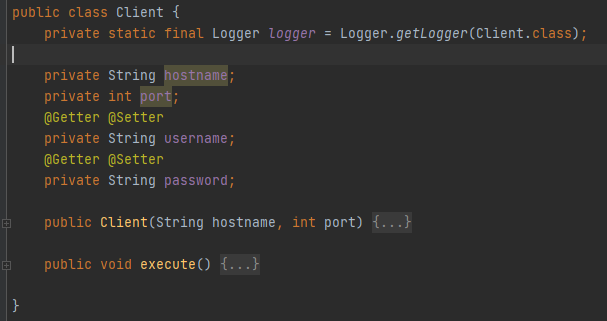 public class Client {
    private static final Logger logger = Logger.getLogger(Client.class);
    private String hostname;
    private int port;
    @Getter @Setter
    private String username;
    @Getter @Setter
    private String password;
    public Client(String hostname, int port) {...}
    public void execute() {...}
}